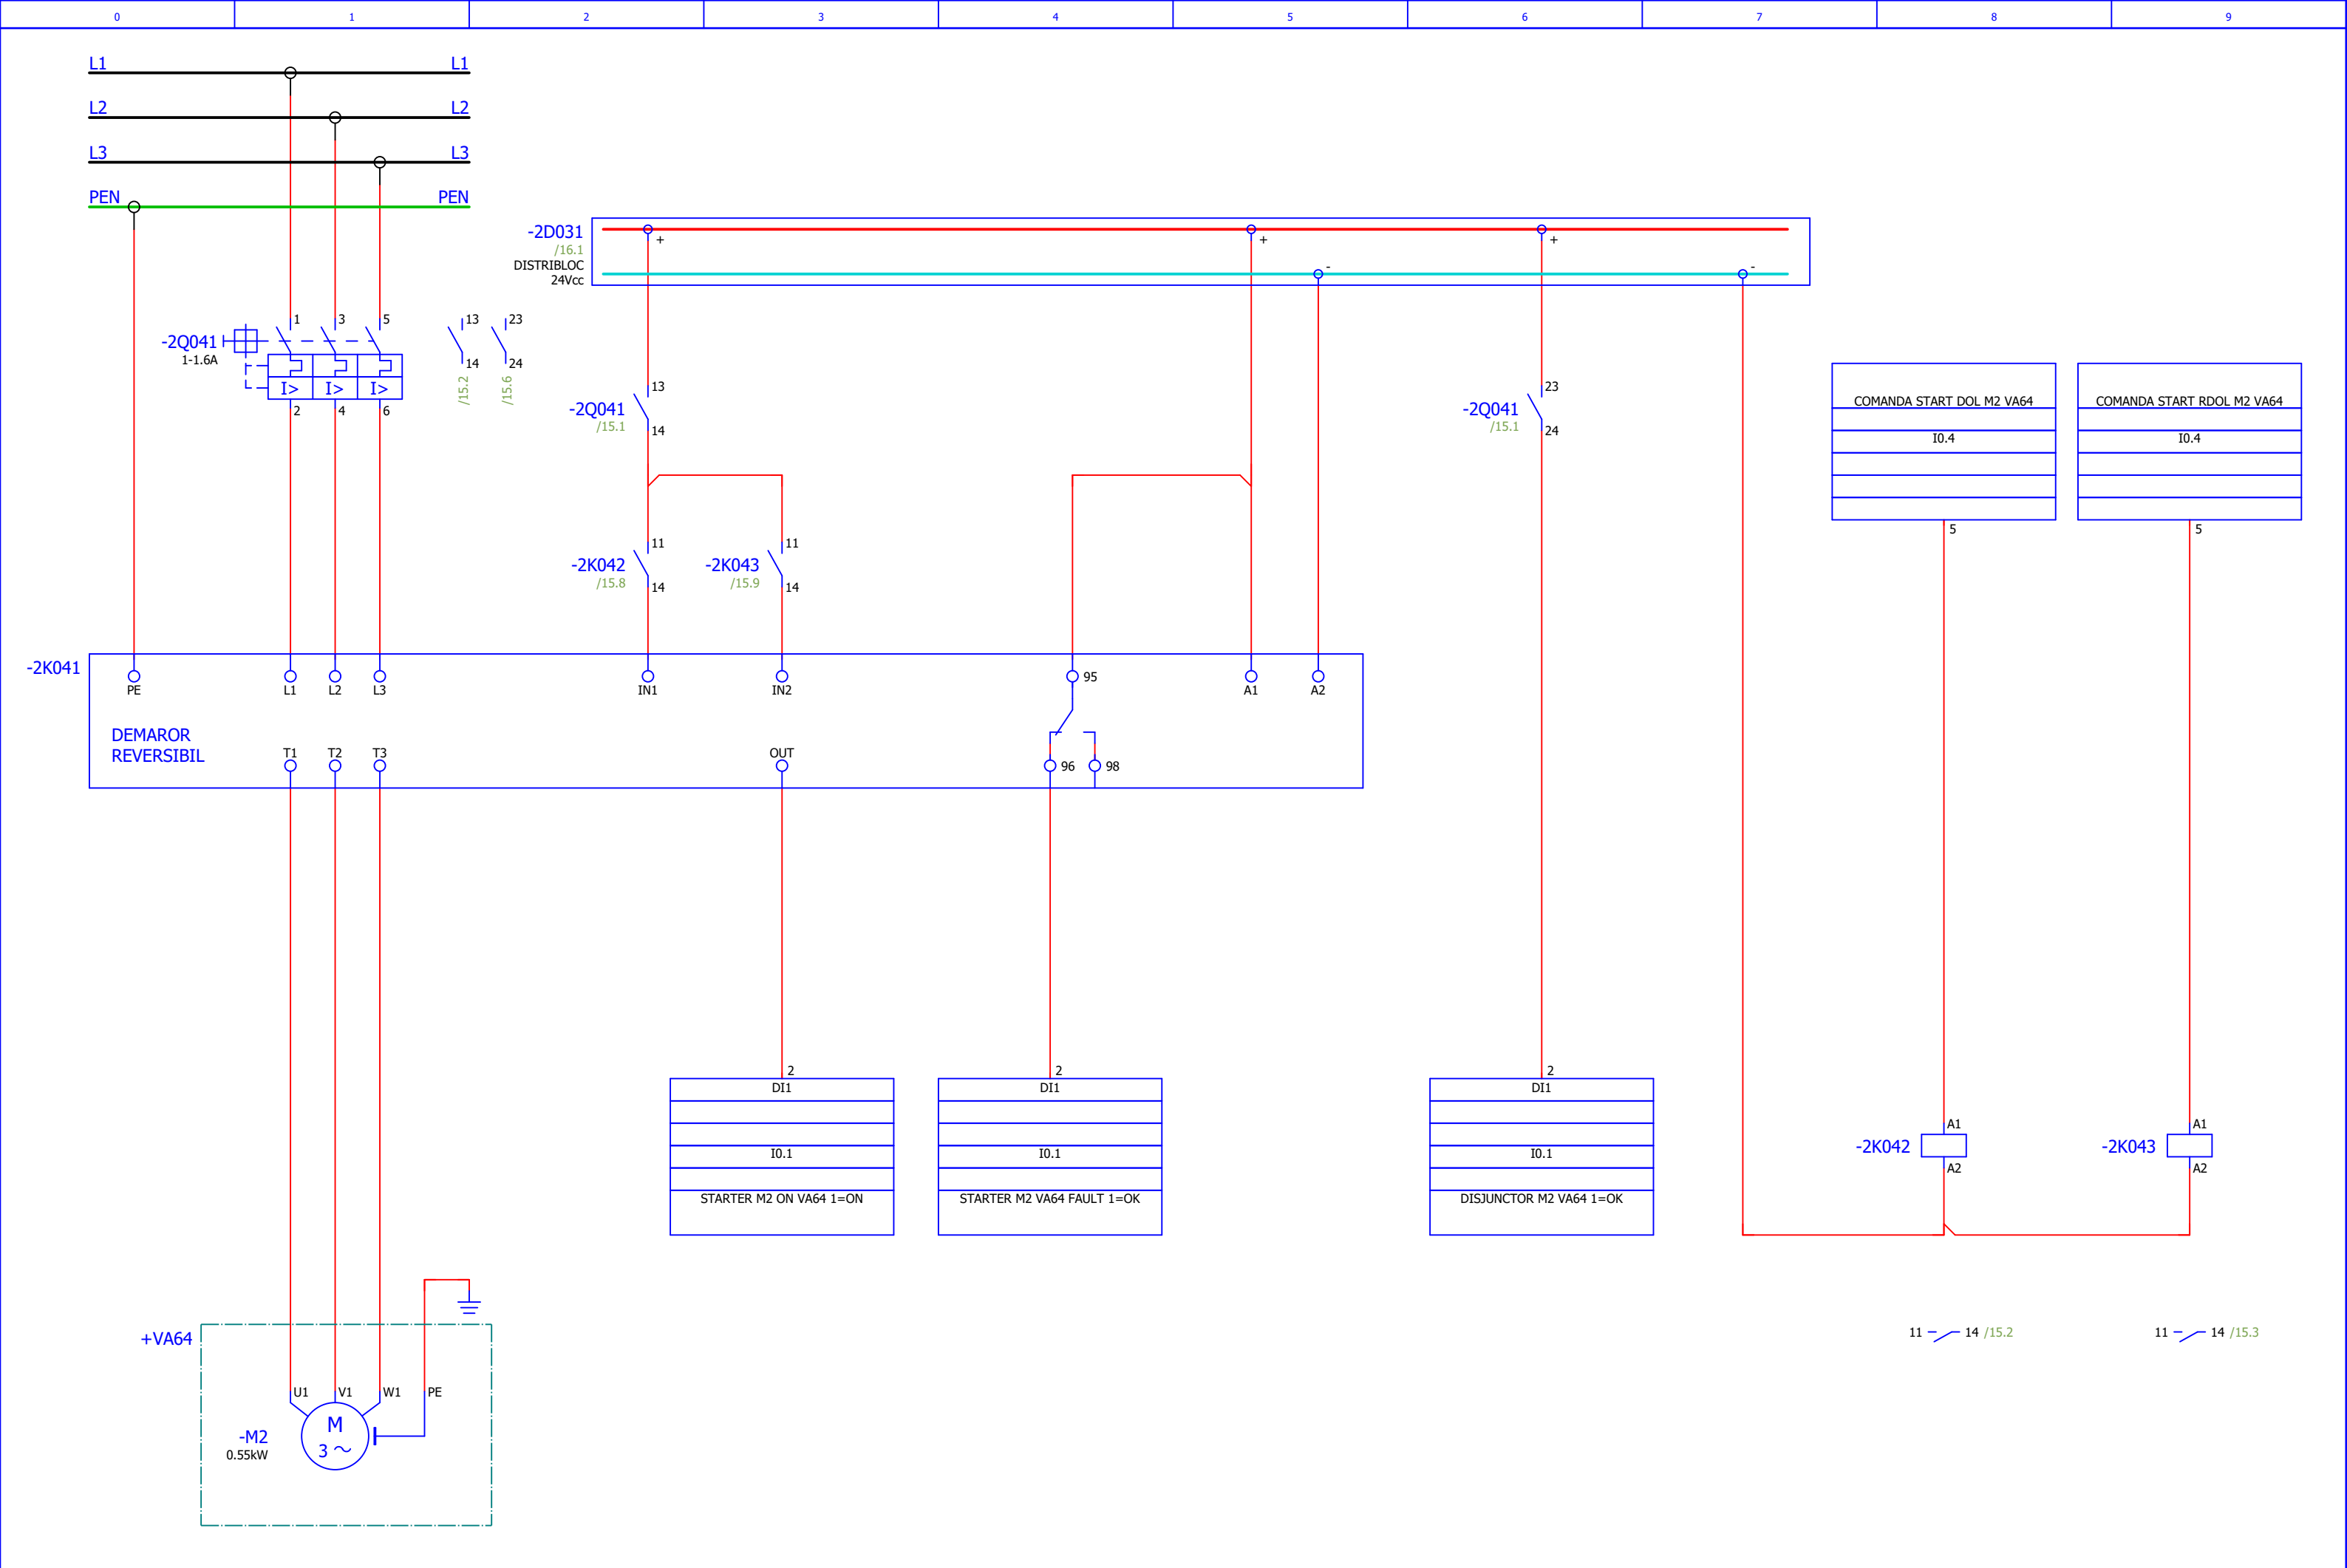 0 1 2 3 4 5 6 7 8 9
L1 L1
L2 L2
L3 L3
PEN PEN
-2D031
/16.1
DISTRIBLOC
24Vcc
+ + - + -
-2Q041
1-1.6A
1 3 5
I> I> I>
2 4 6
13 23
14 24
/15.2 /15.6
-2Q041
/15.1
13
14
-2Q041
/15.1
23
24
COMANDA START DOL M2 VA64
I0.4
5
COMANDA START RDOL M2 VA64
I0.4
5
-2K042
/15.8
11
14
-2K043
/15.9
11
14
-2K041
PE L1 L2 L3 IN1 IN2 95 A1 A2
DEMAROR
REVERSIBIL
T1 T2 T3 OUT 96 98
2
DI1
I0.1
STARTER M2 ON VA64 1=ON
2
DI1
I0.1
STARTER M2 VA64 FAULT 1=OK
2
DI1
I0.1
DISJUNCTOR M2 VA64 1=OK
-2K042
A1
A2
-2K043
A1
A2
11 14 /15.2
11 14 /15.3
+VA64
U1 V1 W1 PE
-M2
0.55kW
M
3 ~